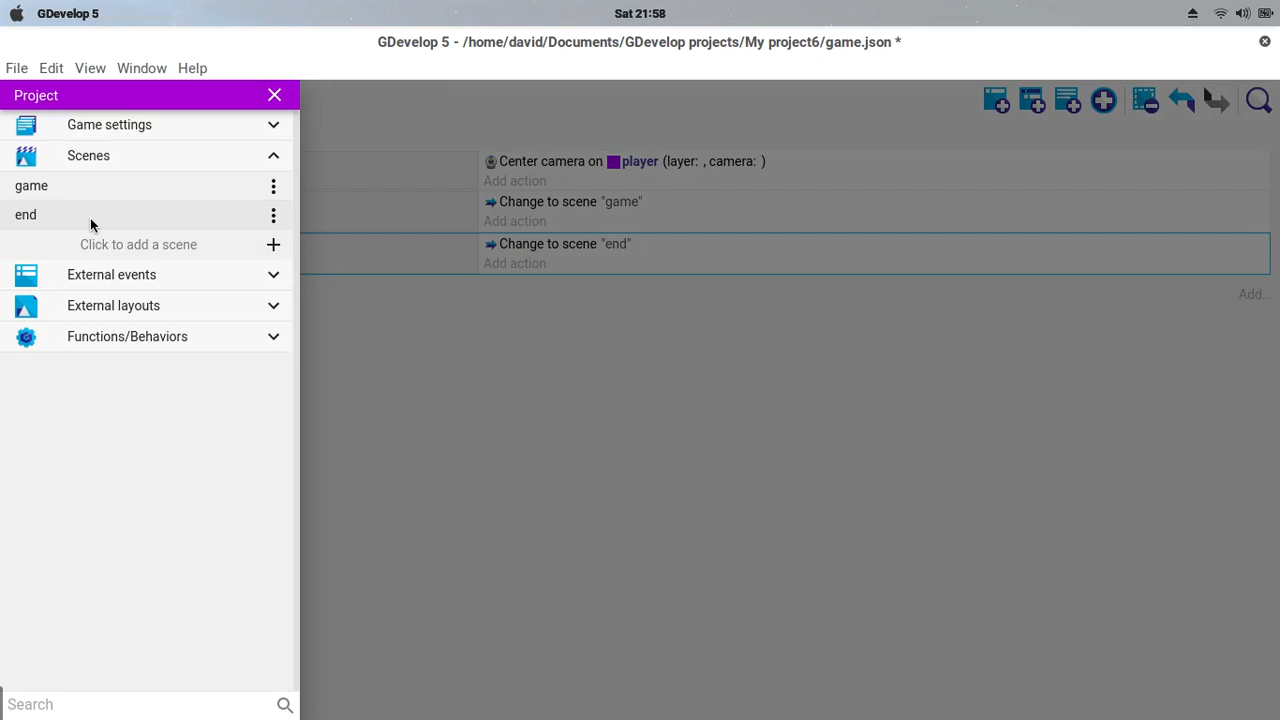 GDevelop 5
Sat 21:58
GDevelop 5 - /home/david/Documents/GDevelop projects/My project6/game.json *
File Edit View Window Help
Project
Game settings
Scenes
game
end
Click to add a scene
External events
External layouts
Functions/Behaviors
Search
Center camera on player (layer: , camera: )
Add action
Change to scene "game"
Add action
Change to scene "end"
Add action
Add...